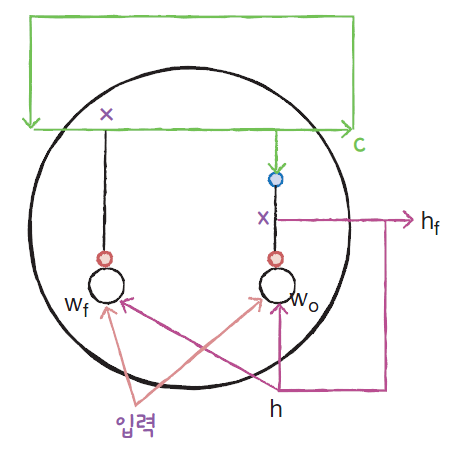 ×
c
×
h_f
w_f
w_o
h
입력